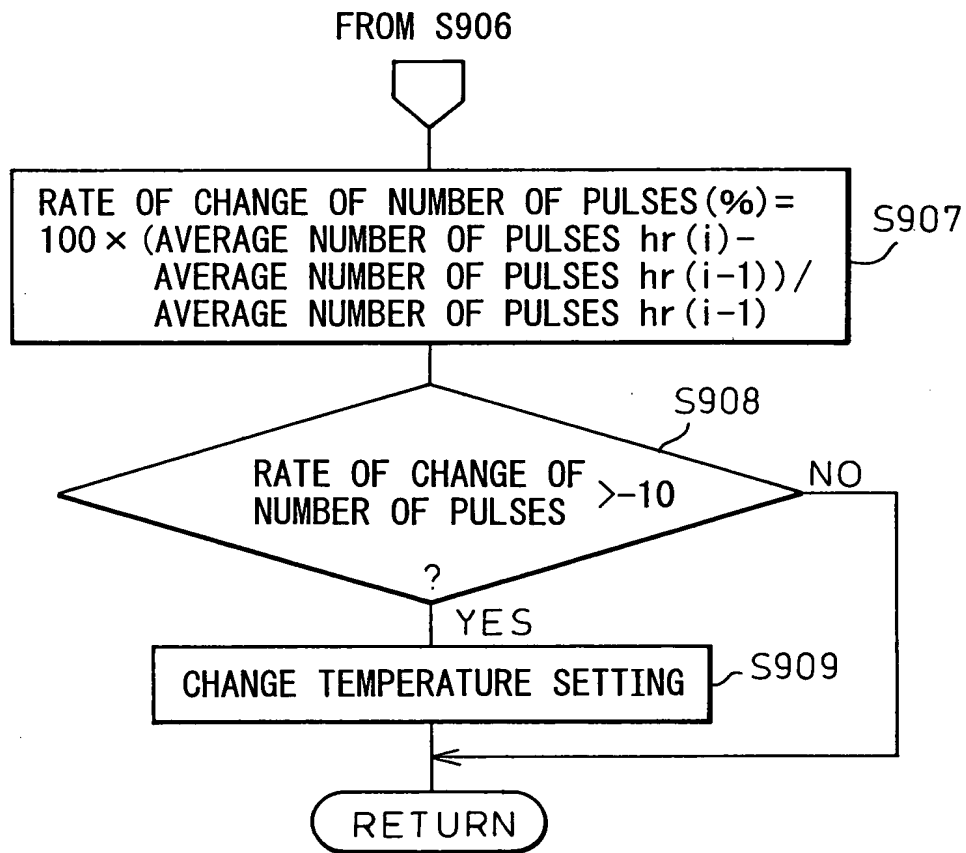 FROM S906
RATE OF CHANGE OF NUMBER OF PULSES(%)=
100×(AVERAGE NUMBER OF PULSES hr(i)-
AVERAGE NUMBER OF PULSES hr(i-1))/
AVERAGE NUMBER OF PULSES hr(i-1)
S907
S908
RATE OF CHANGE OF
NUMBER OF PULSES >-10
?
NO
YES
CHANGE TEMPERATURE SETTING
S909
RETURN